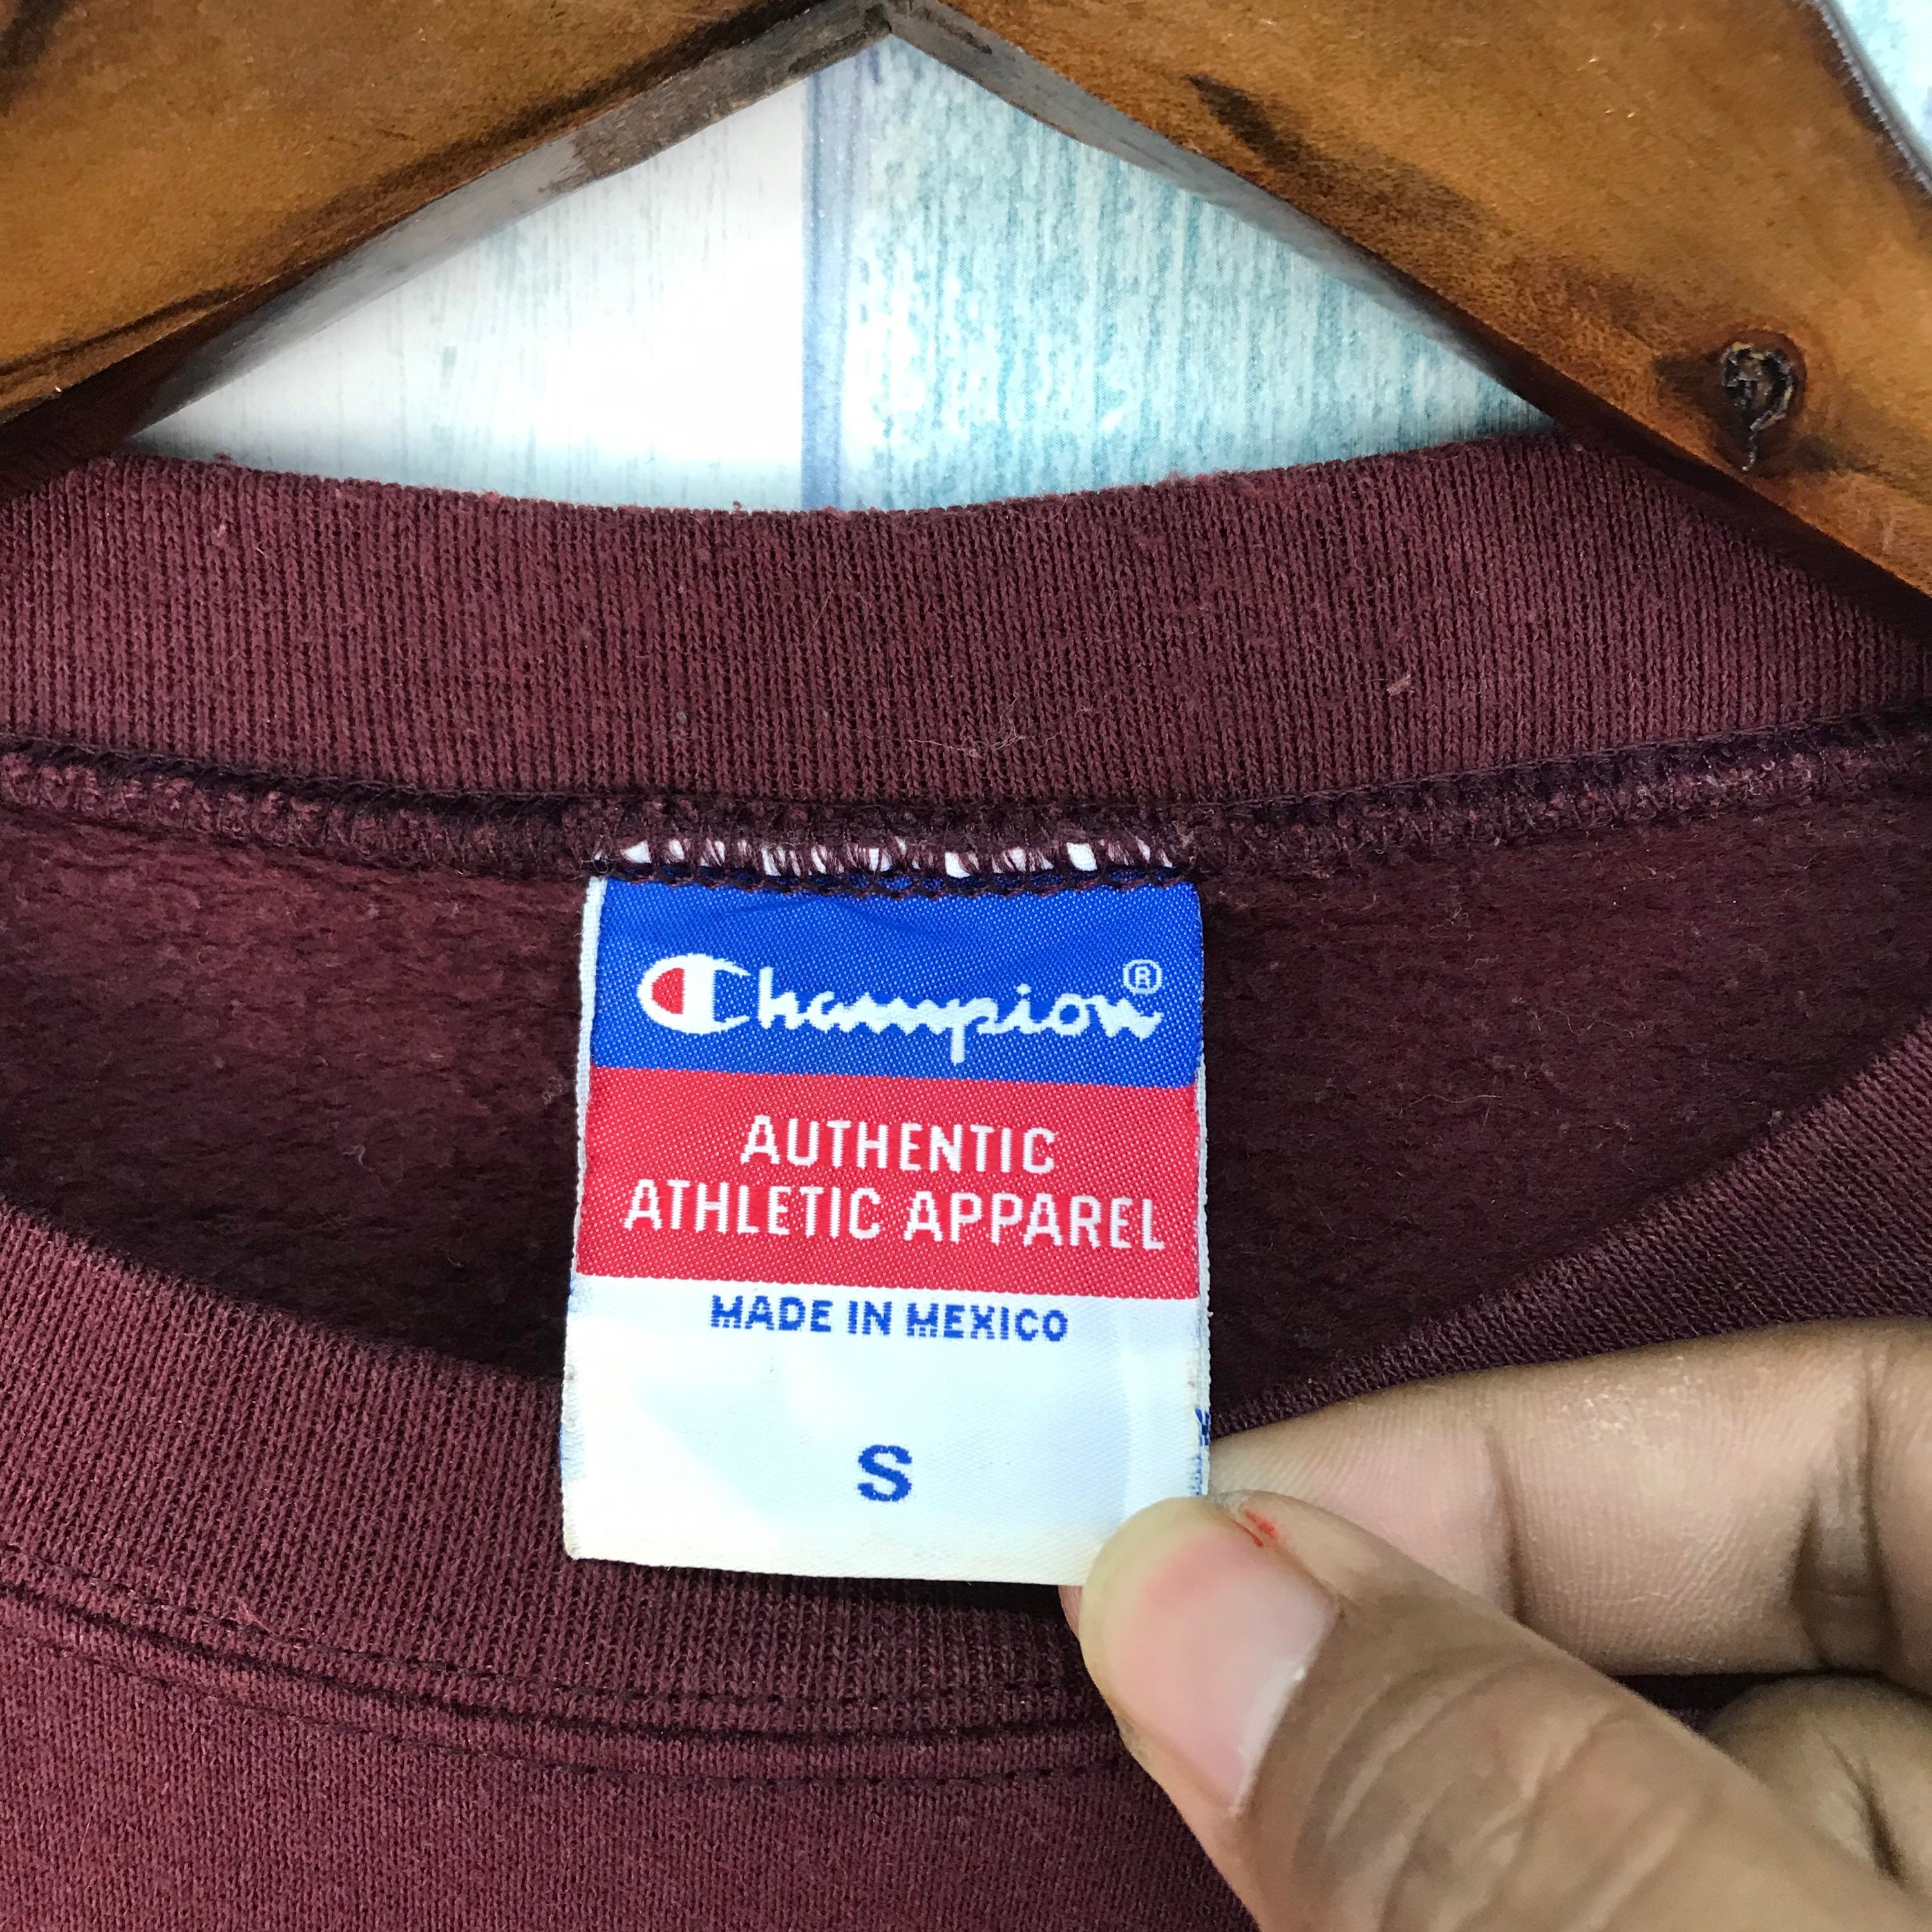 Champion®
AUTHENTIC
ATHLETIC APPAREL
MADE IN MEXICO
S